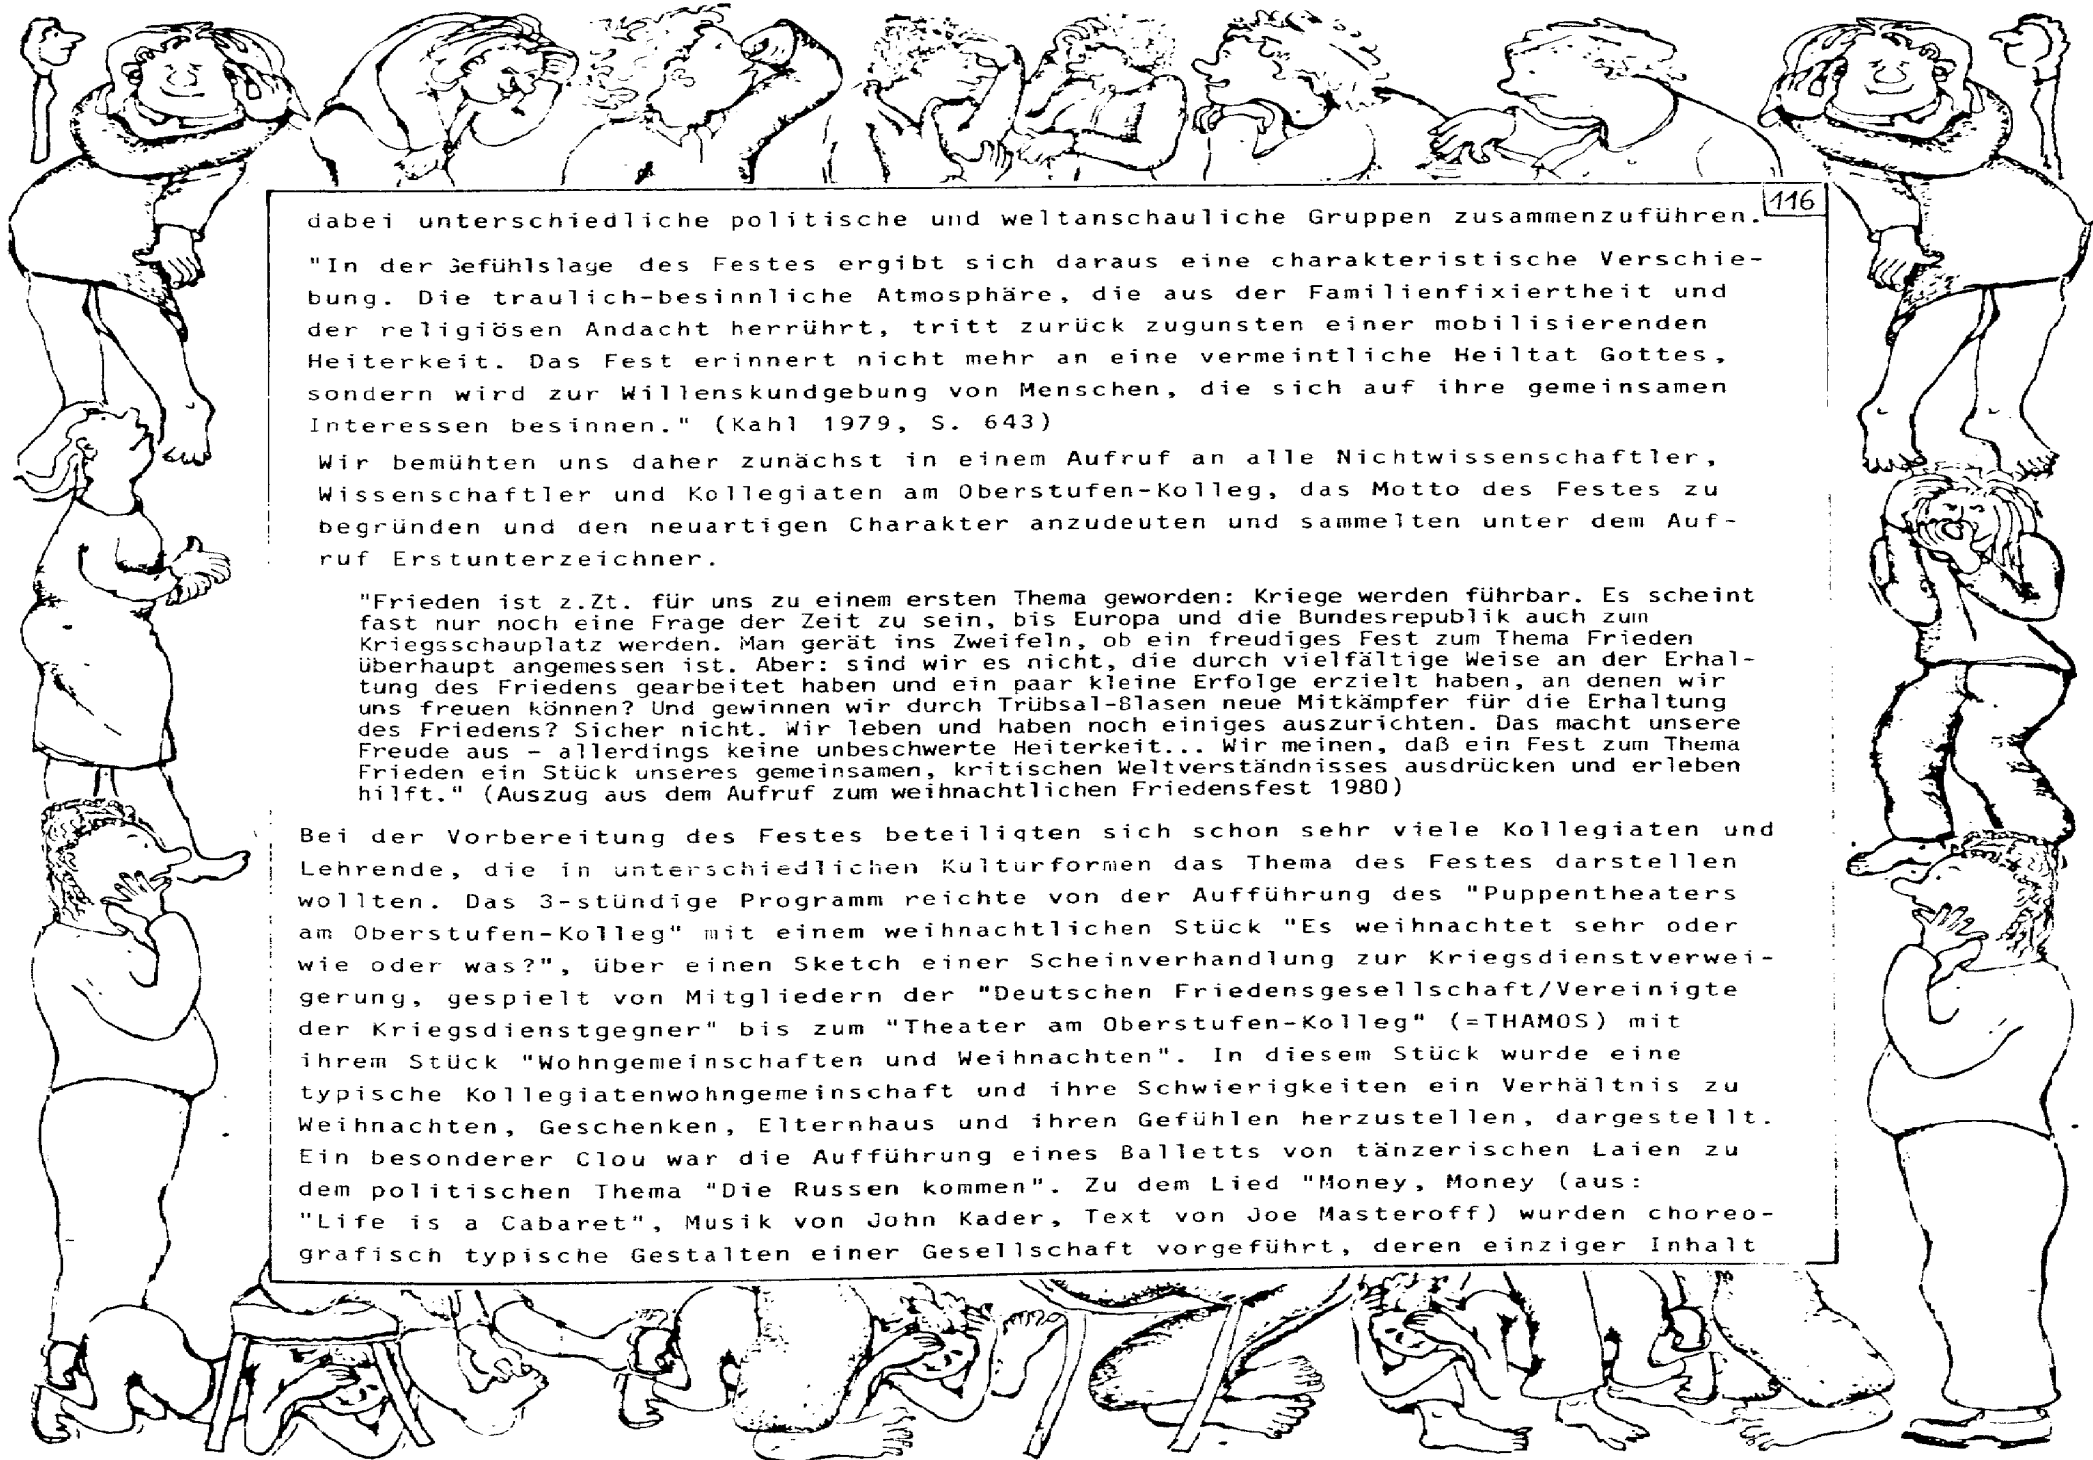 116
dabei unterschiedliche politische und weltanschauliche Gruppen zusammenzuführen.
"In der Gefühlslage des Festes ergibt sich daraus eine charakteristische Verschie-
bung. Die traulich-besinnliche Atmosphäre, die aus der Familienfixiertheit und
der religiösen Andacht herrührt, tritt zurück zugunsten einer mobilisierenden
Heiterkeit. Das Fest erinnert nicht mehr an eine vermeintliche Heiltat Gottes,
sondern wird zur Willenskundgebung von Menschen, die sich auf ihre gemeinsamen
Interessen besinnen." (Kahl 1979, S. 643)
Wir bemühten uns daher zunächst in einem Aufruf an alle Nichtwissenschaftler,
Wissenschaftler und Kollegiaten am Oberstufen-Kolleg, das Motto des Festes zu
begründen und den neuartigen Charakter anzudeuten und sammelten unter dem Auf-
ruf Erstunterzeichner.
"Frieden ist z.Zt. für uns zu einem ersten Thema geworden: Kriege werden führbar. Es scheint
fast nur noch eine Frage der Zeit zu sein, bis Europa und die Bundesrepublik auch zum
Kriegsschauplatz werden. Man gerät ins Zweifeln, ob ein freudiges Fest zum Thema Frieden
überhaupt angemessen ist. Aber: sind wir es nicht, die durch vielfältige Weise an der Erhal-
tung des Friedens gearbeitet haben und ein paar kleine Erfolge erzielt haben, an denen wir
uns freuen können? Und gewinnen wir durch Trübsal-Blasen neue Mitkämpfer für die Erhaltung
des Friedens? Sicher nicht. Wir leben und haben noch einiges auszurichten. Das macht unsere
Freude aus - allerdings keine unbeschwerte Heiterkeit... Wir meinen, daß ein Fest zum Thema
Frieden ein Stück unseres gemeinsamen, kritischen Weltverständnisses ausdrücken und erleben
hilft." (Auszug aus dem Aufruf zum weihnachtlichen Friedensfest 1980)
Bei der Vorbereitung des Festes beteiligten sich schon sehr viele Kollegiaten und
Lehrende, die in unterschiedlichen Kulturformen das Thema des Festes darstellen
wollten. Das 3-stündige Programm reichte von der Aufführung des "Puppentheaters
am Oberstufen-Kolleg" mit einem weihnachtlichen Stück "Es weihnachtet sehr oder
wie oder was?", über einen Sketch einer Scheinverhandlung zur Kriegsdienstverwei-
gerung, gespielt von Mitgliedern der "Deutschen Friedensgesellschaft/Vereinigte
der Kriegsdienstgegner" bis zum "Theater am Oberstufen-Kolleg" (=THAMOS) mit
ihrem Stück "Wohngemeinschaften und Weihnachten". In diesem Stück wurde eine
typische Kollegiatenwohngemeinschaft und ihre Schwierigkeiten ein Verhältnis zu
Weihnachten, Geschenken, Elternhaus und ihren Gefühlen herzustellen, dargestellt.
Ein besonderer Clou war die Aufführung eines Balletts von tänzerischen Laien zu
dem politischen Thema "Die Russen kommen". Zu dem Lied "Money, Money (aus:
"Life is a Cabaret", Musik von John Kader, Text von Joe Masteroff) wurden choreo-
grafisch typische Gestalten einer Gesellschaft vorgeführt, deren einziger Inhalt